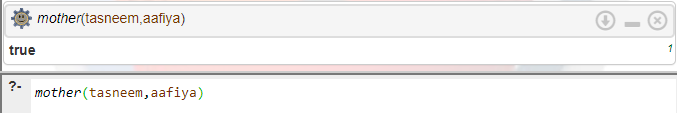 mother(tasneem,aafiya)
true
1
?- mother(tasneem,aafiya)